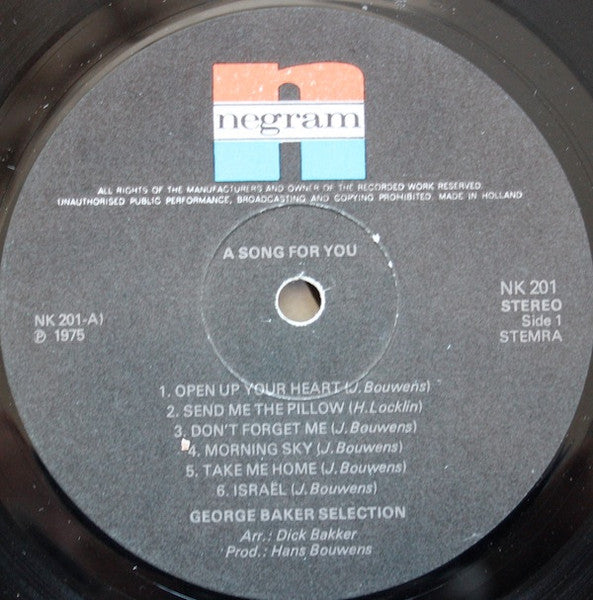 negram
ALL RIGHTS OF THE MANUFACTURERS AND OWNER OF THE RECORDED WORK RESERVED.
UNAUTHORISED PUBLIC PERFORMANCE, BROADCASTING AND COPYING PROHIBITED. MADE IN HOLLAND
A SONG FOR YOU
NK 201
STEREO
Side 1
STEMRA
NK 201-A)
℗ 1975
1. OPEN UP YOUR HEART (J. Bouwens)
2. SEND ME THE PILLOW (H. Locklin)
3. DON'T FORGET ME (J. Bouwens)
4. MORNING SKY (J. Bouwens)
5. TAKE ME HOME (J. Bouwens)
6. ISRAËL (J. Bouwens)
GEORGE BAKER SELECTION
Arr.: Dick Bakker
Prod.: Hans Bouwens